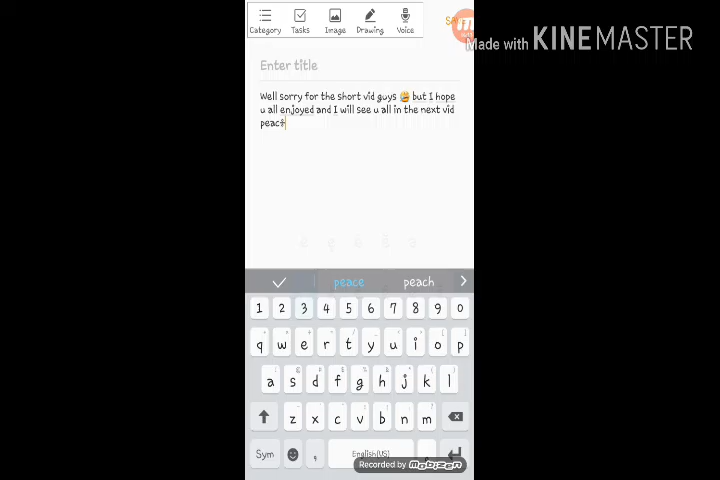 SAVE
Category Tasks Image Drawing Voice
Made with KINEMASTER
Enter title
Well sorry for the short vid guys 😅 but I hope
u all enjoyed and I will see u all in the next vid
peac
peace peach
1 2 3 4 5 6 7 8 9 0
q w e r t y u i o p
a s d f g h j k l
z x c v b n m
Sym , English(US) .
Recorded by MOBIZEN